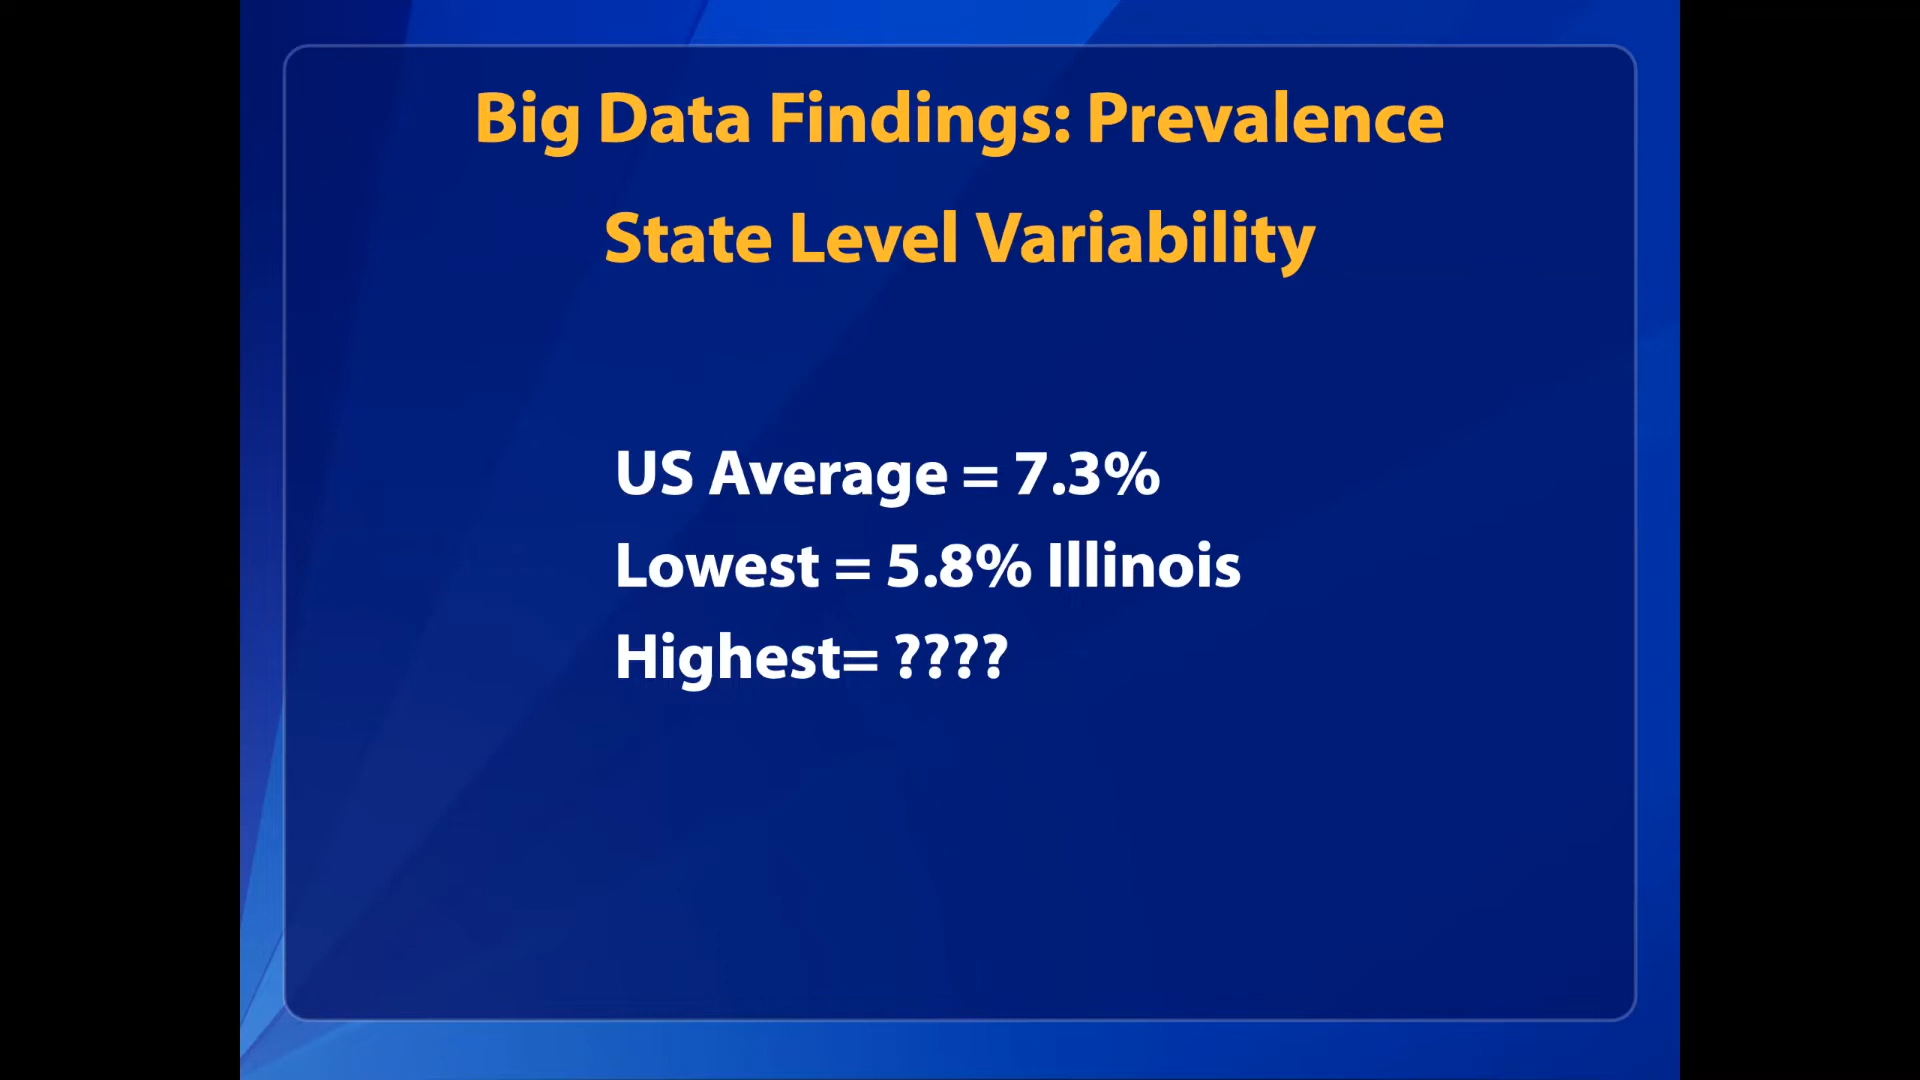 Big Data Findings: Prevalence
State Level Variability
US Average = 7.3%
Lowest = 5.8% Illinois
Highest= ????